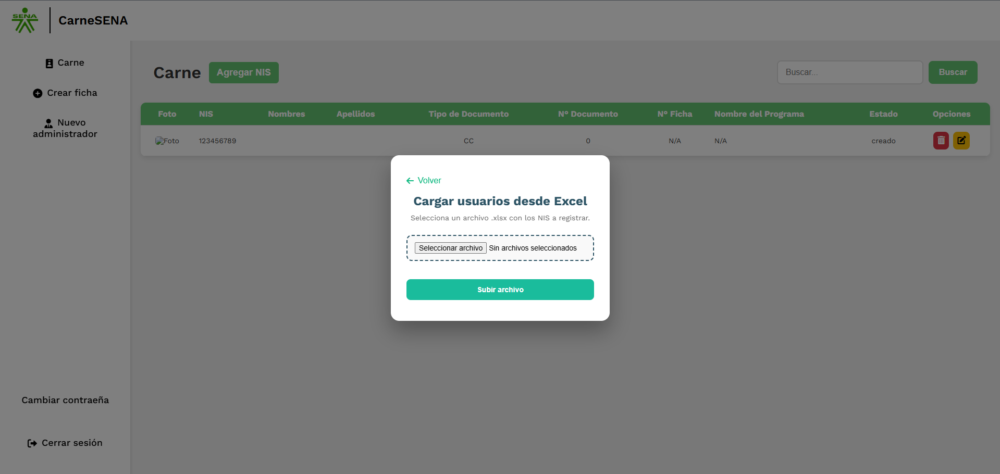 SENA
CarneSENA
Carne
Crear ficha
Nuevo
administrador
Cambiar contraeña
Cerrar sesión
Carne
Agregar NIS
Buscar...
Buscar
Foto NIS Nombres Apellidos Tipo de Documento N° Documento N° Ficha Nombre del Programa Estado Opciones
Foto 123456789 CC 0 N/A N/A creado
Volver
Cargar usuarios desde Excel
Selecciona un archivo .xlsx con los NIS a registrar.
Seleccionar archivo Sin archivos seleccionados
Subir archivo